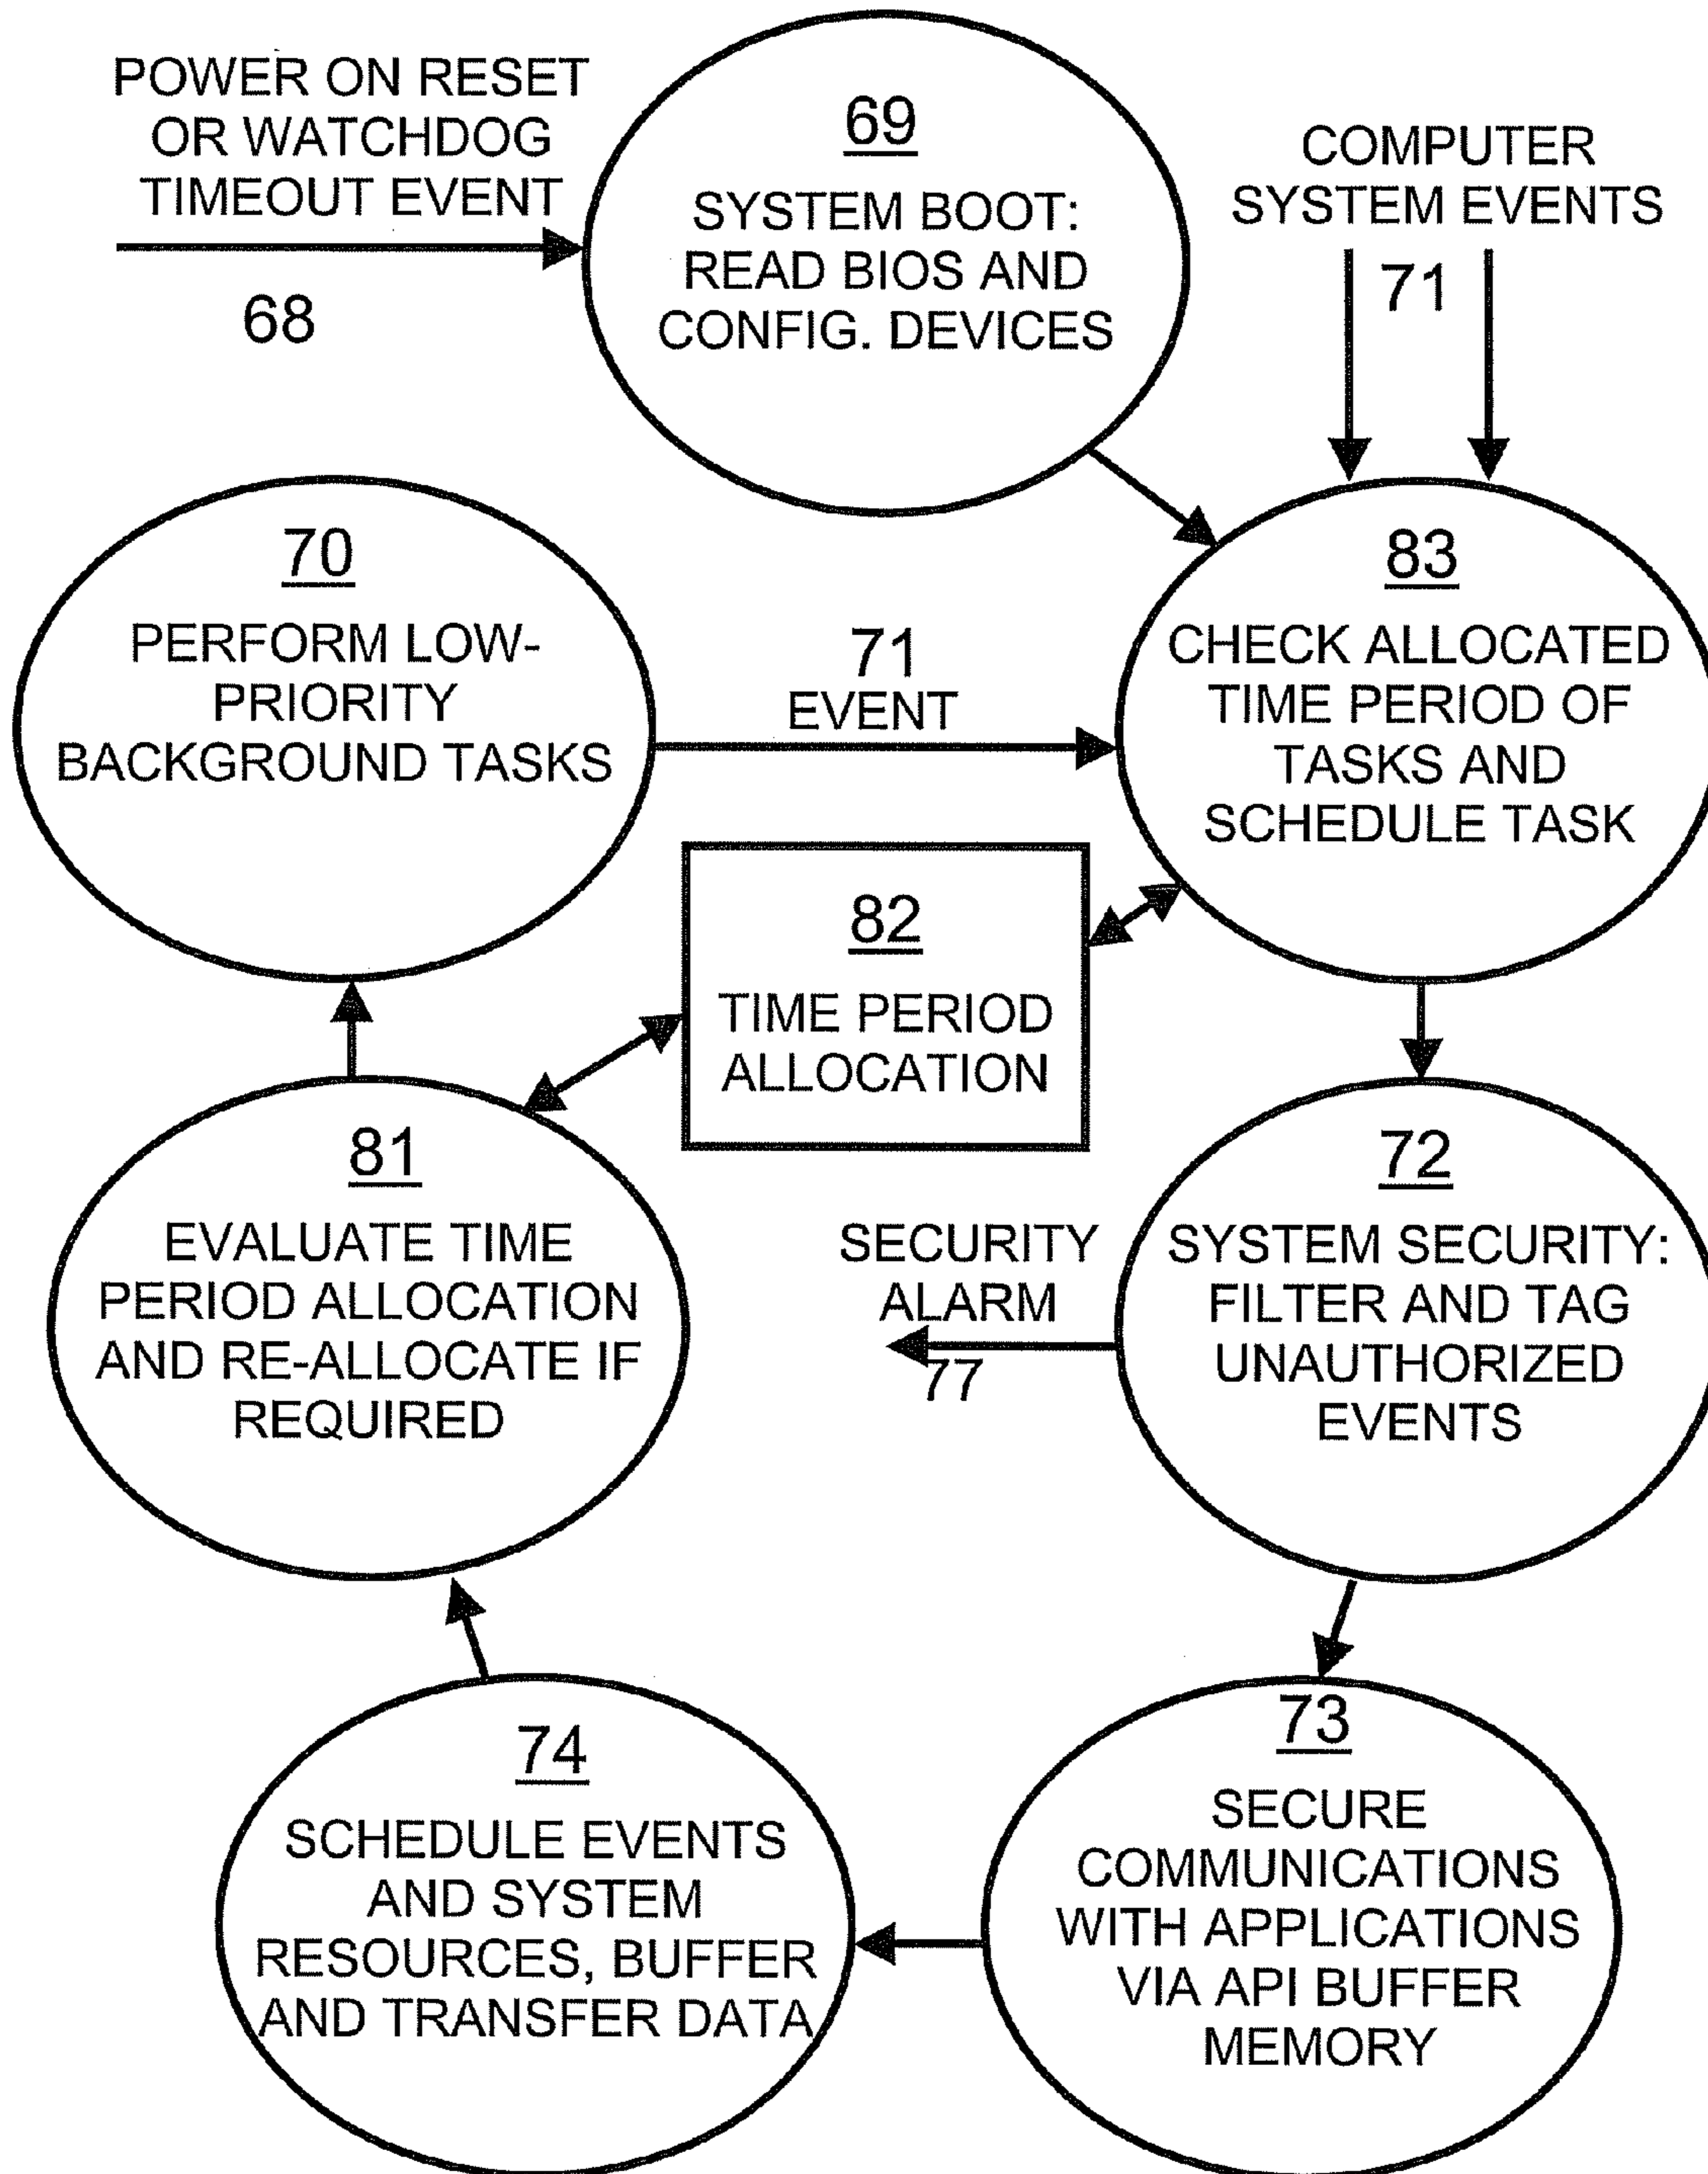 POWER ON RESET
OR WATCHDOG
TIMEOUT EVENT
68
69
SYSTEM BOOT:
READ BIOS AND
CONFIG. DEVICES
COMPUTER
SYSTEM EVENTS
71
70
PERFORM LOW-
PRIORITY
BACKGROUND TASKS
71
EVENT
83
CHECK ALLOCATED
TIME PERIOD OF
TASKS AND
SCHEDULE TASK
82
TIME PERIOD
ALLOCATION
81
EVALUATE TIME
PERIOD ALLOCATION
AND RE-ALLOCATE IF
REQUIRED
SECURITY
ALARM
77
72
SYSTEM SECURITY:
FILTER AND TAG
UNAUTHORIZED
EVENTS
74
SCHEDULE EVENTS
AND SYSTEM
RESOURCES, BUFFER
AND TRANSFER DATA
73
SECURE
COMMUNICATIONS
WITH APPLICATIONS
VIA API BUFFER
MEMORY